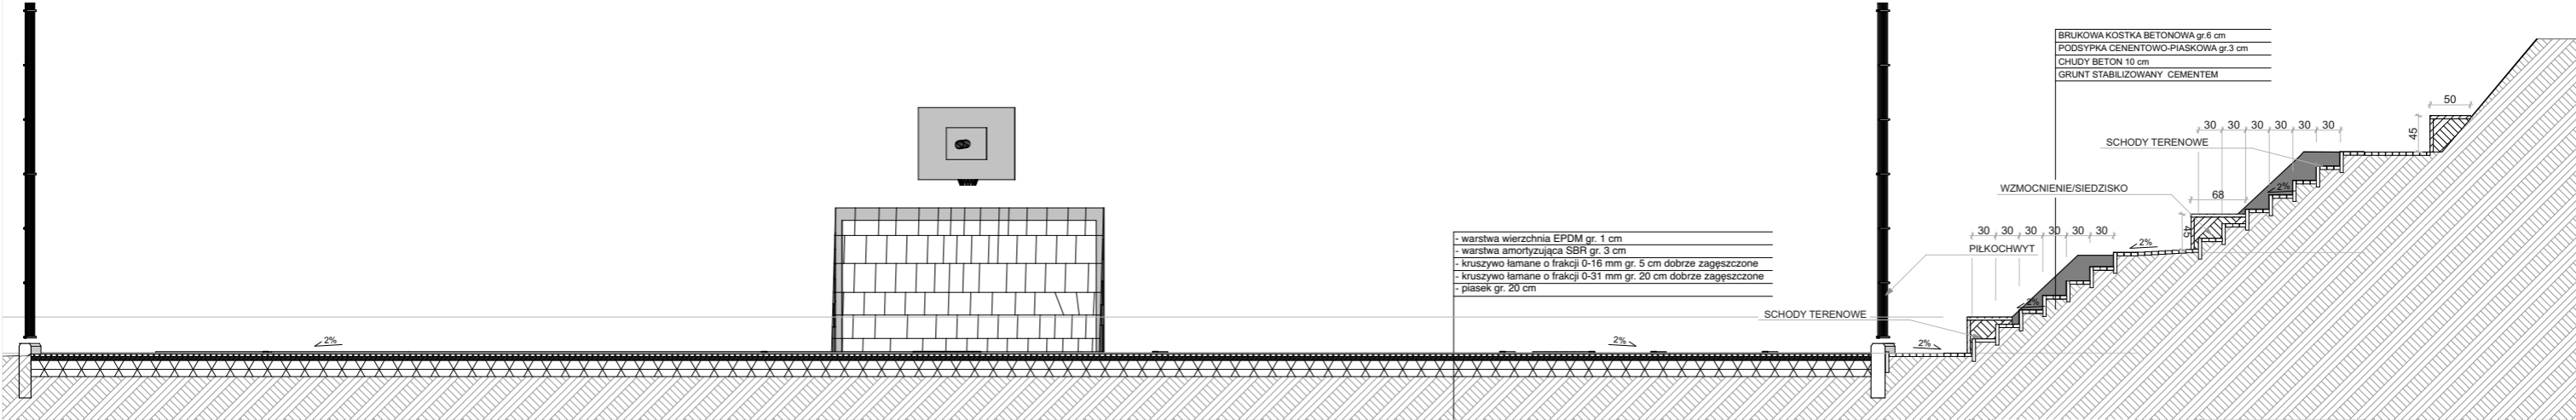 BRUKOWA KOSTKA BETONOWA gr.6 cm
PODSYPKA CENENTOWO-PIASKOWA gr.3 cm
CHUDY BETON 10 cm
GRUNT STABILIZOWANY CEMENTEM
50
45
30 30 30 30 30 30
SCHODY TERENOWE
2%
WZMOCNIENIE/SIEDZISKO
68
45
30 30 30 30 30 30
2%
PIŁKOCHWYT
- warstwa wierzchnia EPDM gr. 1 cm
- warstwa amortyzująca SBR gr. 3 cm
- kruszywo łamane o frakcji 0-16 mm gr. 5 cm dobrze zagęszczone
- kruszywo łamane o frakcji 0-31 mm gr. 20 cm dobrze zagęszczone
- piasek gr. 20 cm
2%
SCHODY TERENOWE
2%
2%
2%